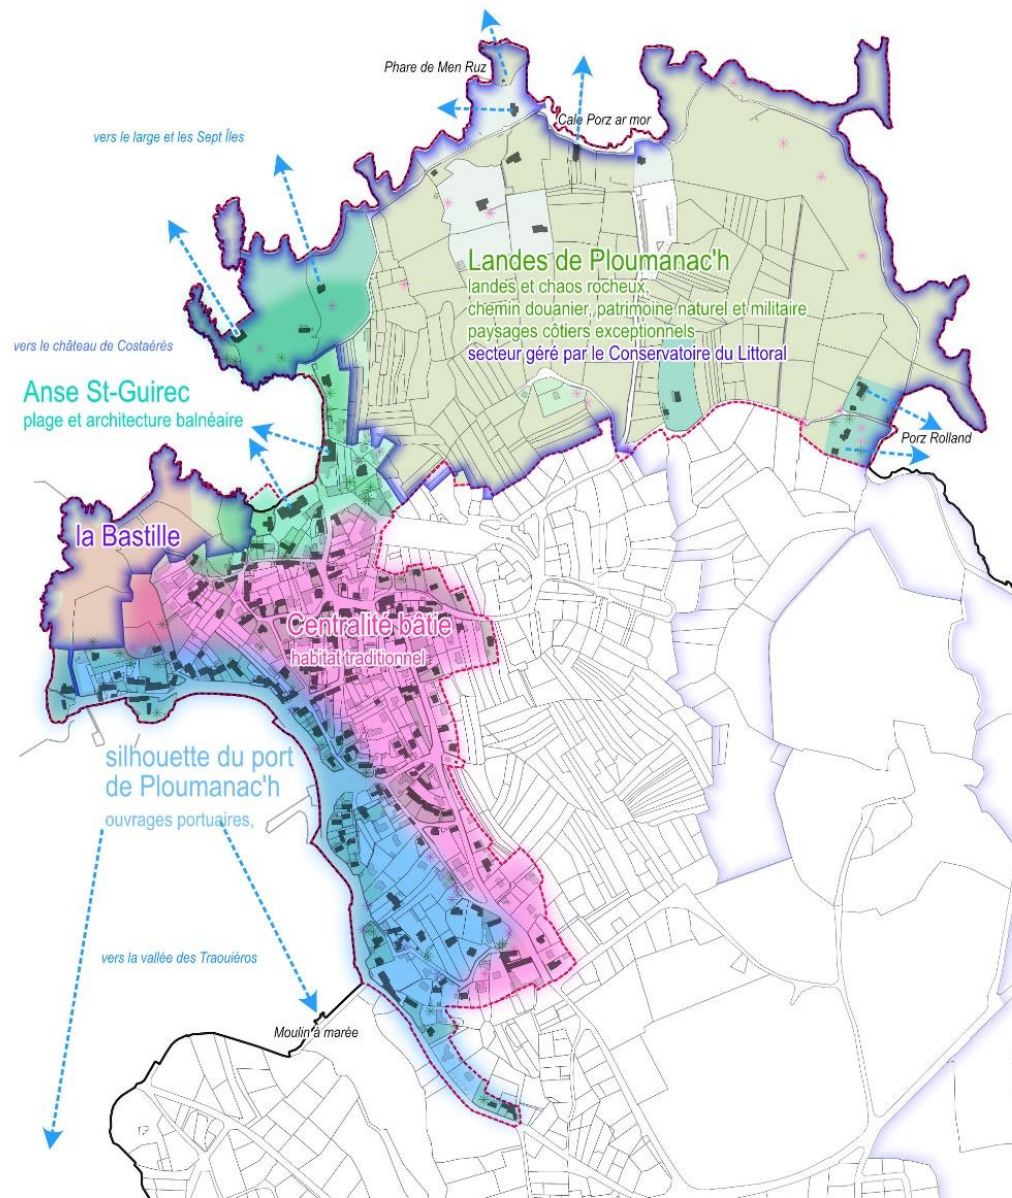 Phare de Men Ruz
Cale Porz ar mor
vers le large et les Sept Îles
Landes de Ploumanac'h
landes et chaos rocheux,
chemin douanier, patrimoine naturel et militaire
paysages côtiers exceptionnels
secteur géré par le Conservatoire du Littoral
vers le château de Costaérès
Anse St-Guirec
plage et architecture balnéaire
Porz Rolland
la Bastille
Centralité bâtie
habitat traditionnel
silhouette du port
de Ploumanac'h
ouvrages portuaires,
vers la vallée des Traouiéros
Moulin à marée